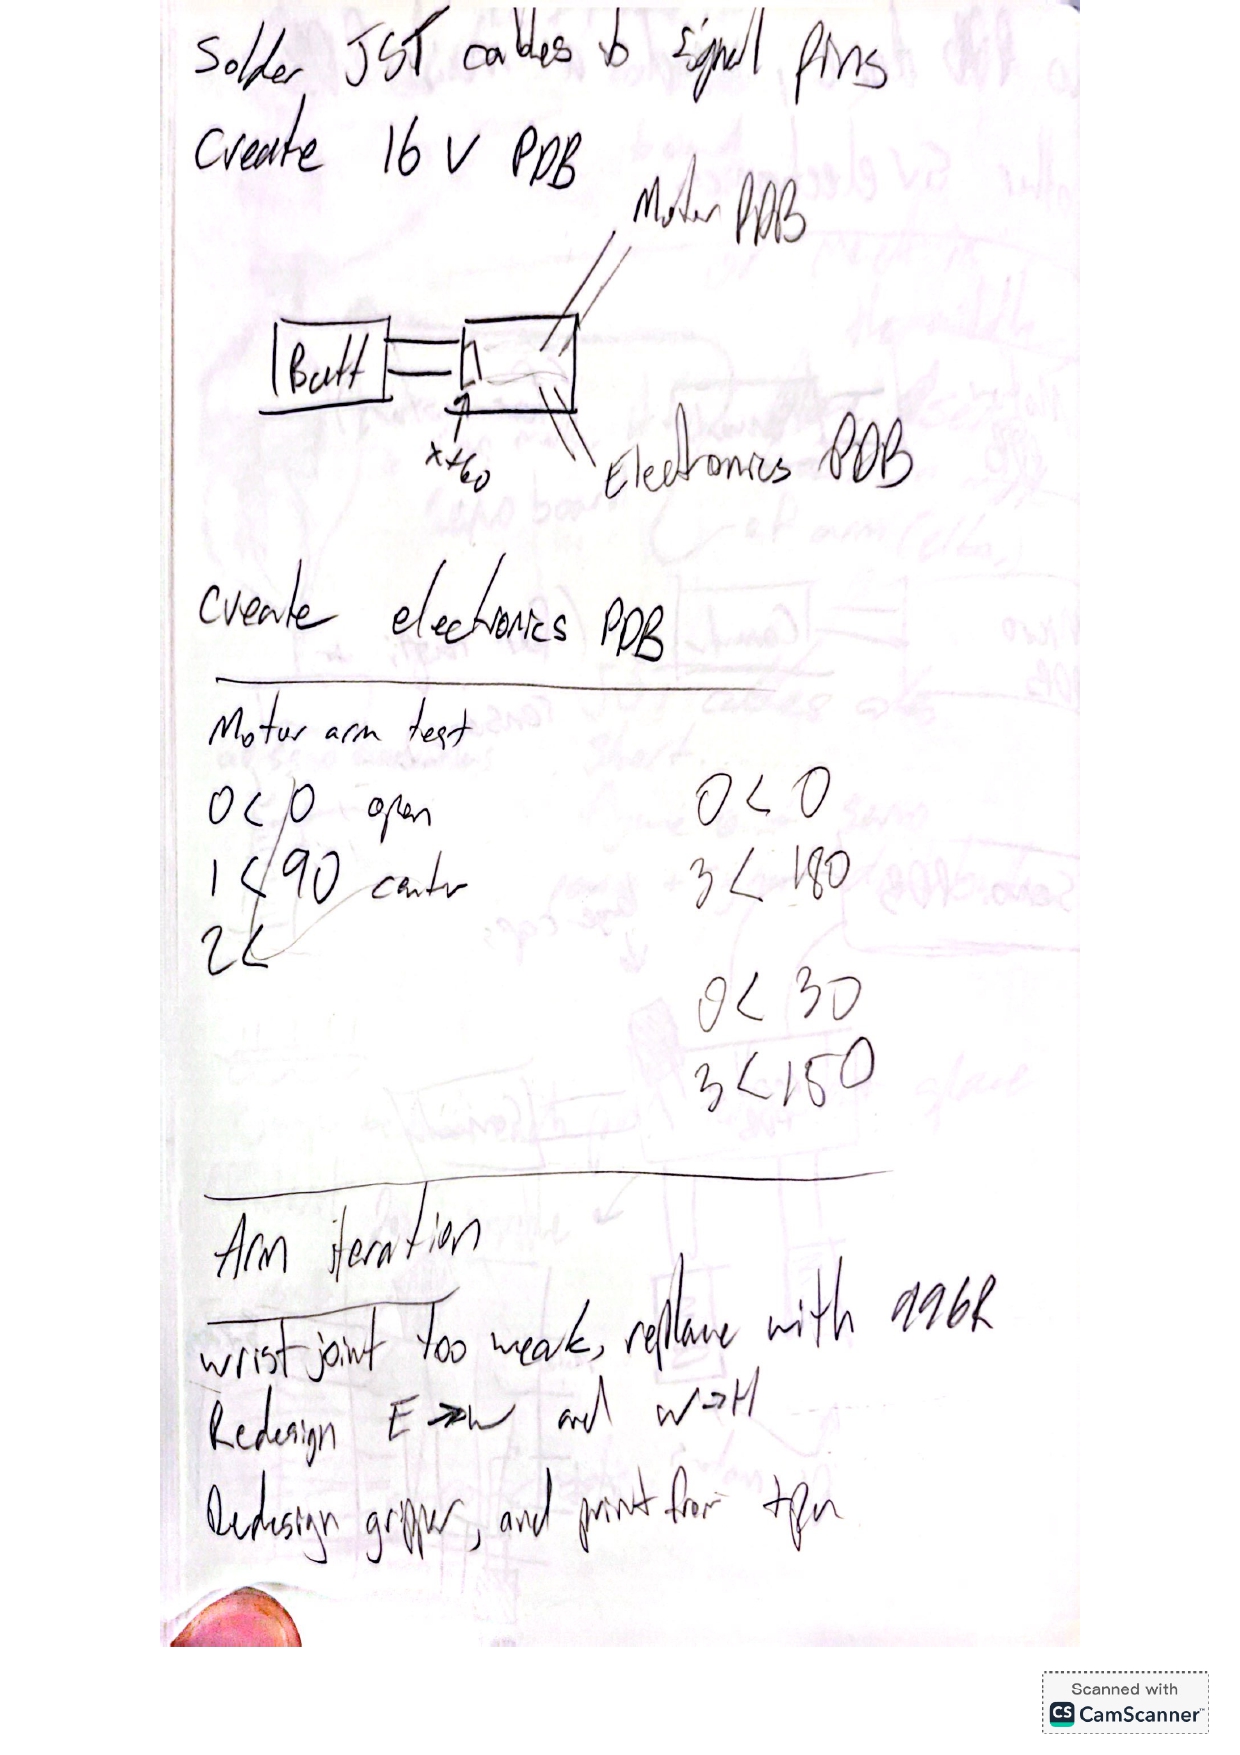 Solder JST cables to signal pins
Create 16 V PDB
Motor PDB
Batt
xt60
Electronics PDB
Create electronics PDB
Motor arm test
0< 0 open
1 < 90 center
2<
0< 0
3< 180
0< 30
3<150
Arm iteration
wrist joint too weak, replace with 996R
Redesign E→w and w→H
Redesign gripper, and print from tpu
Scanned with
CS CamScanner